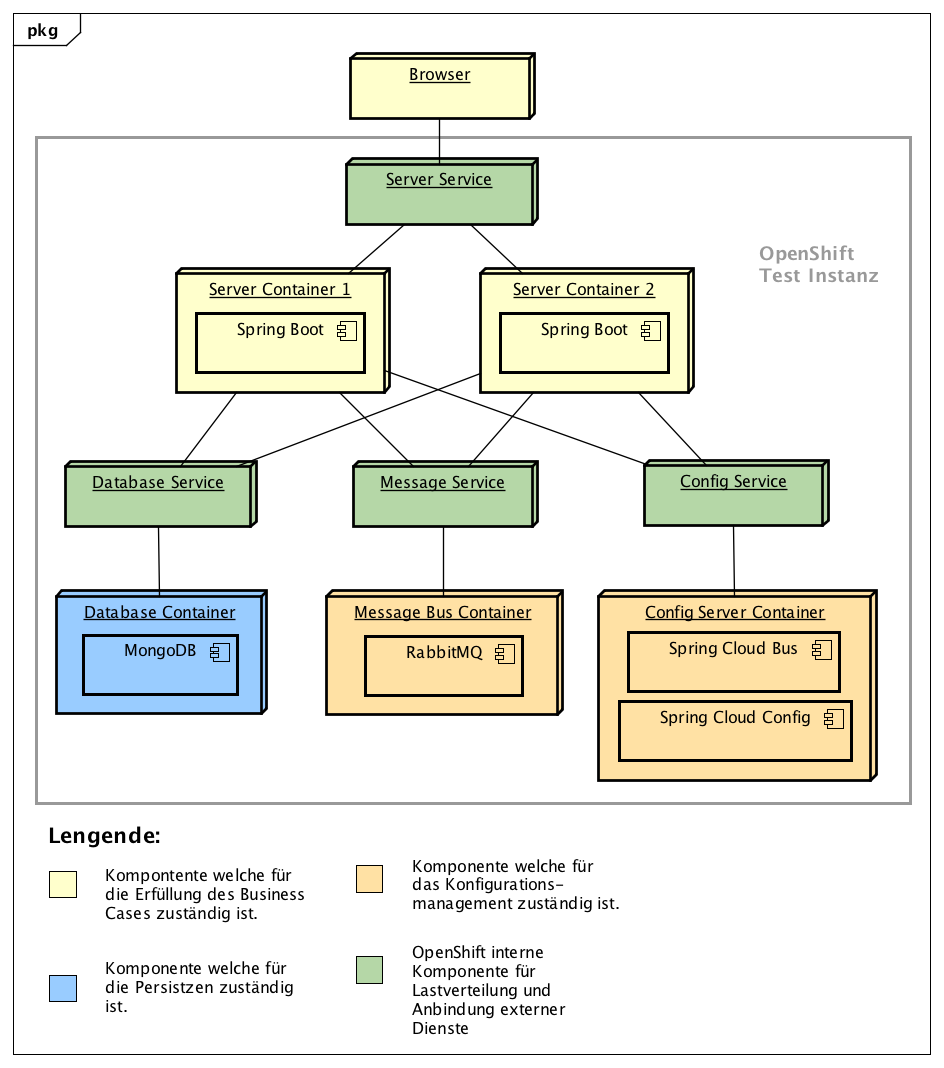 pkg
Browser
Server Service
OpenShift
Test Instanz
Server Container 1
Spring Boot
Server Container 2
Spring Boot
Database Service
Message Service
Config Service
Database Container
MongoDB
Message Bus Container
RabbitMQ
Config Server Container
Spring Cloud Bus
Spring Cloud Config
Lengende:
Kompontente welche für
die Erfüllung des Business
Cases zuständig ist.
Komponente welche für
das Konfigurations-
management zuständig ist.
Komponente welche für
die Persistzen zuständig
ist.
OpenShift interne
Komponente für
Lastverteilung und
Anbindung externer
Dienste